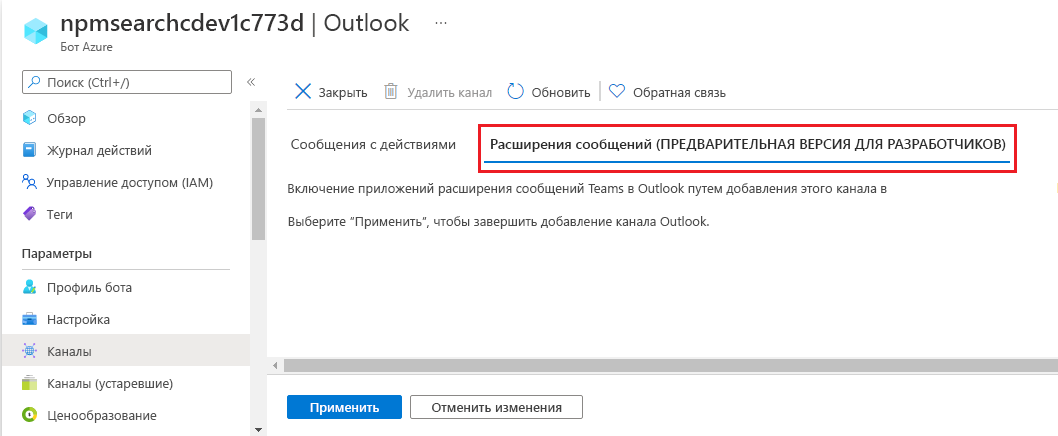 npmsearchcdev1c773d | Outlook ...
Бот Azure
Поиск (Ctrl+/)
«
Обзор
Журнал действий
Управление доступом (IAM)
Теги
Параметры
Профиль бота
Настройка
Каналы
Каналы (устаревшие)
Ценообразование
Закрыть Удалить канал Обновить Обратная связь
Сообщения с действиями Расширения сообщений (ПРЕДВАРИТЕЛЬНАЯ ВЕРСИЯ ДЛЯ РАЗРАБОТЧИКОВ)
Включение приложений расширения сообщений Teams в Outlook путем добавления этого канала в
Выберите "Применить", чтобы завершить добавление канала Outlook.
Применить Отменить изменения